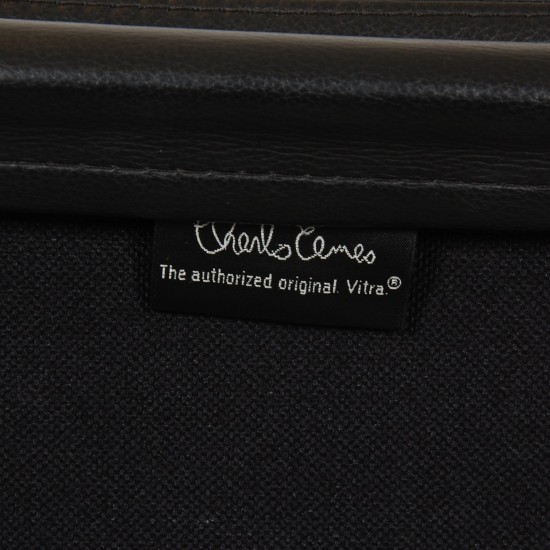 Charles Eames
The authorized original. Vitra.®